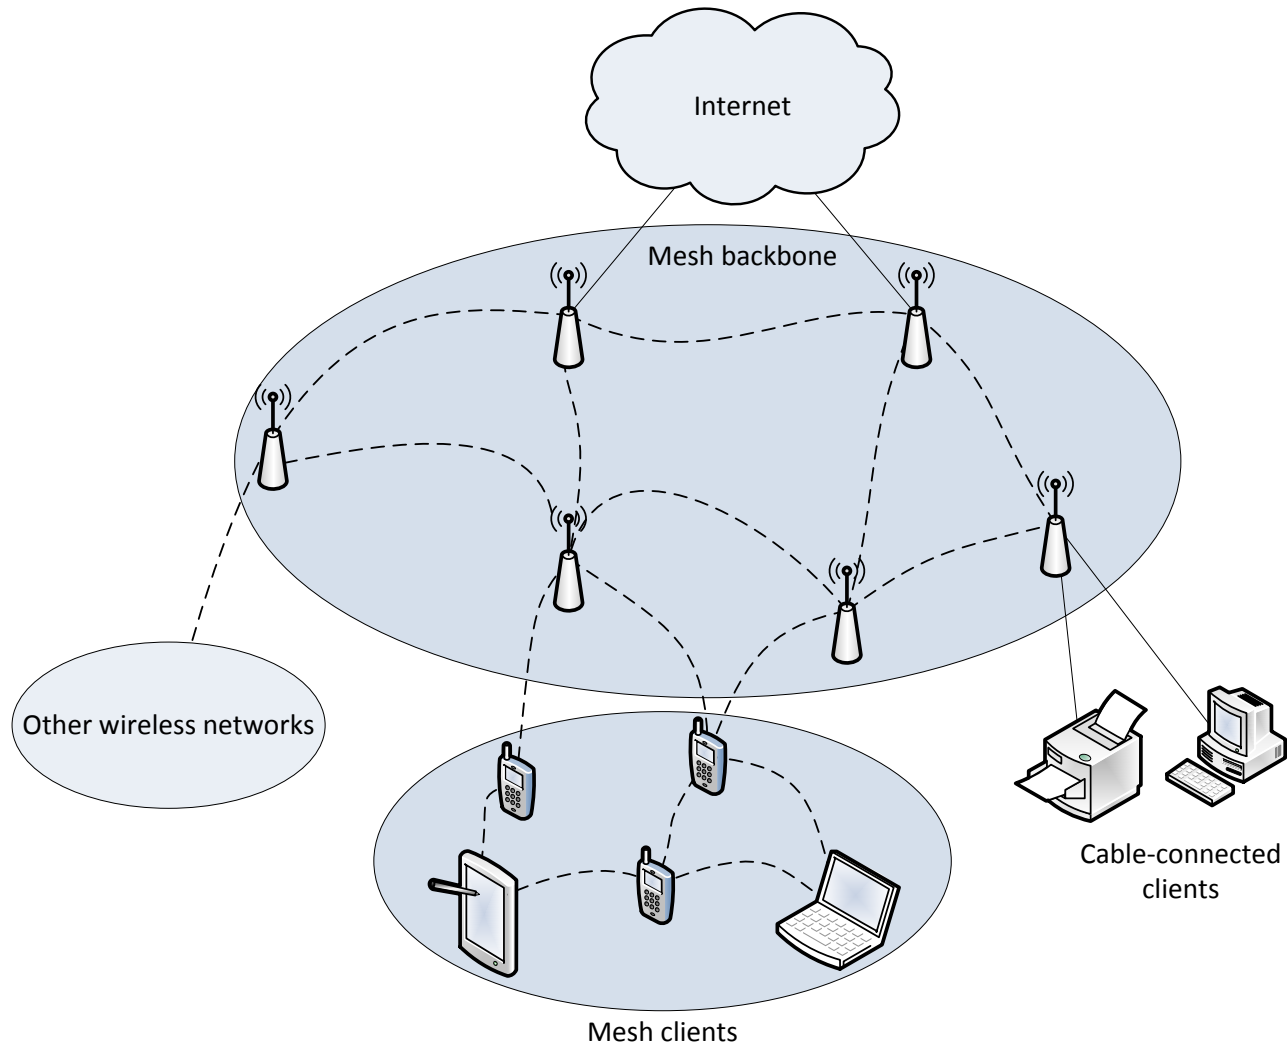 Internet
Mesh backbone
Other wireless networks
Cable-connected
clients
Mesh clients